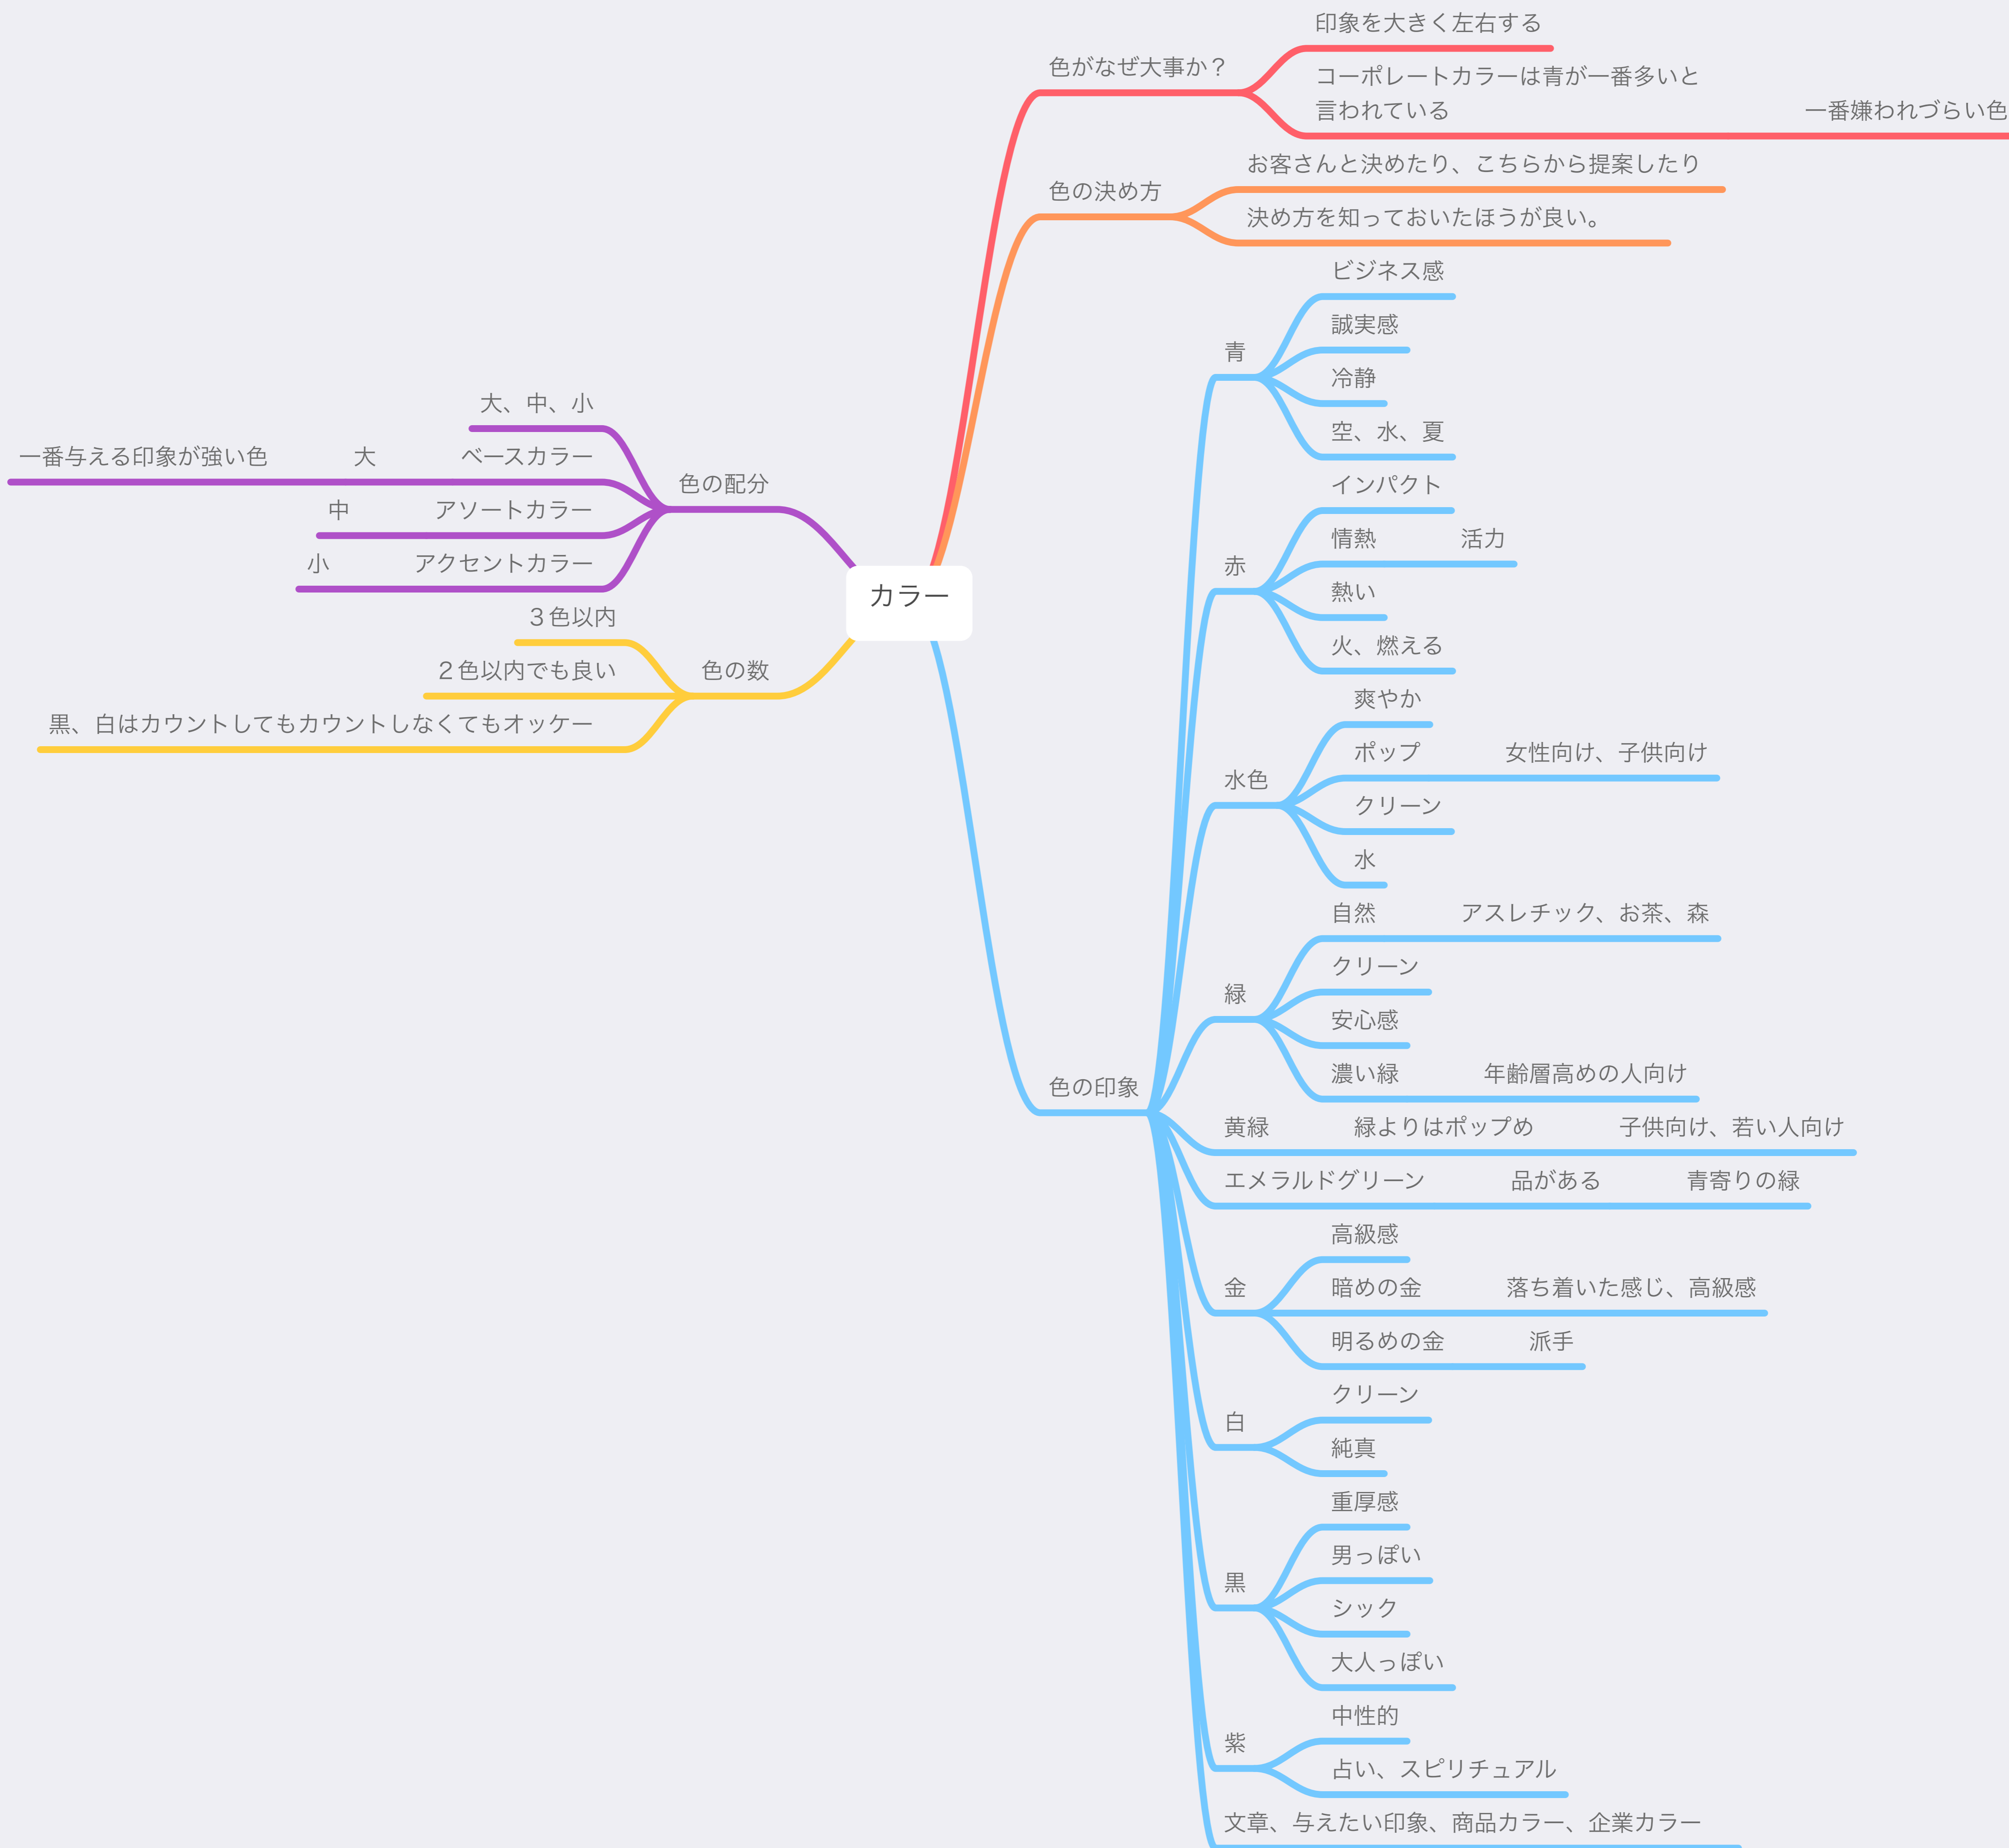 カラー
色がなぜ大事か？
印象を大きく左右する
コーポレートカラーは青が一番多いと
言われている
一番嫌われづらい色
色の決め方
お客さんと決めたり、こちらから提案したり
決め方を知っておいたほうが良い。
色の印象
青
ビジネス感
誠実感
冷静
空、水、夏
赤
インパクト
情熱
活力
熱い
火、燃える
水色
爽やか
ポップ
女性向け、子供向け
クリーン
水
緑
自然
アスレチック、お茶、森
クリーン
安心感
濃い緑
年齢層高めの人向け
黄緑
緑よりはポップめ
子供向け、若い人向け
エメラルドグリーン
品がある
青寄りの緑
金
高級感
暗めの金
落ち着いた感じ、高級感
明るめの金
派手
白
クリーン
純真
黒
重厚感
男っぽい
シック
大人っぽい
紫
中性的
占い、スピリチュアル
文章、与えたい印象、商品カラー、企業カラー
色の配分
大、中、小
ベースカラー
大
一番与える印象が強い色
アソートカラー
中
アクセントカラー
小
色の数
３色以内
２色以内でも良い
黒、白はカウントしてもカウントしなくてもオッケー